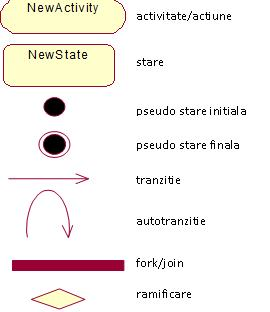 NewActivity
activitate/actiune
NewState
stare
pseudo stare initiala
pseudo stare finala
tranzitie
autotranzitie
fork/join
ramificare